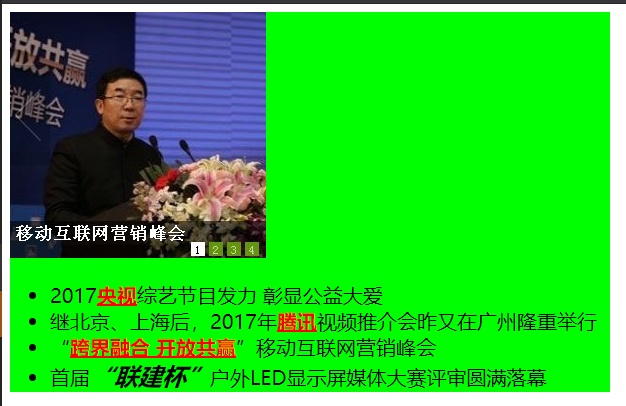 放共赢
销峰会
移动互联网营销峰会
1 2 3 4
2017央视综艺节目发力 彰显公益大爱
继北京、上海后，2017年腾讯视频推介会昨又在广州隆重举行
“跨界融合 开放共赢”移动互联网营销峰会
首届“联建杯”户外LED显示屏媒体大赛评审圆满落幕